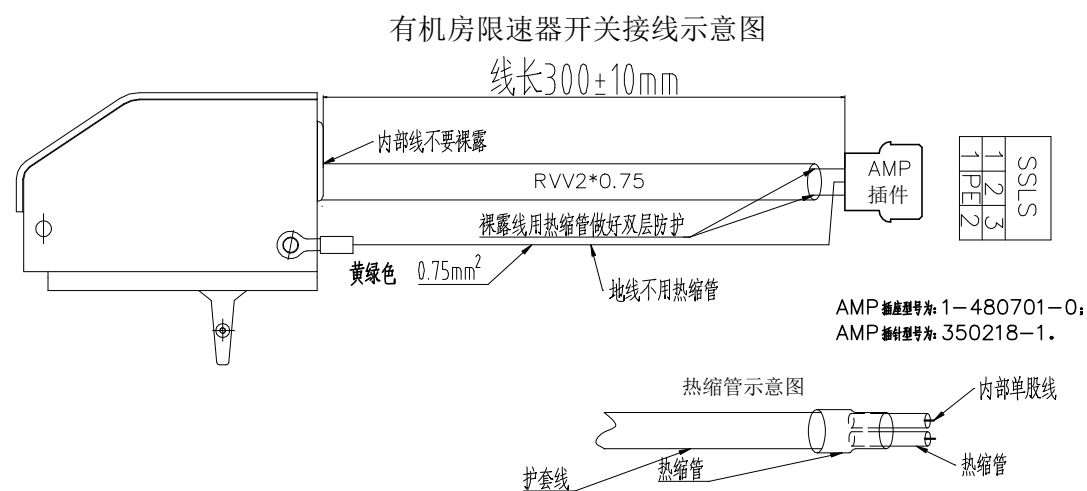 有机房限速器开关接线示意图
线长300±10mm
内部线不要裸露
RVV2*0.75
AMP
插件
SSLS
1 2 3
1 PE 2
裸露线用热缩管做好双层防护
黄绿色 0.75mm²
地线不用热缩管
AMP插座型号为:1-480701-0;
AMP插针型号为:350218-1.
热缩管示意图
内部单股线
护套线
热缩管
热缩管